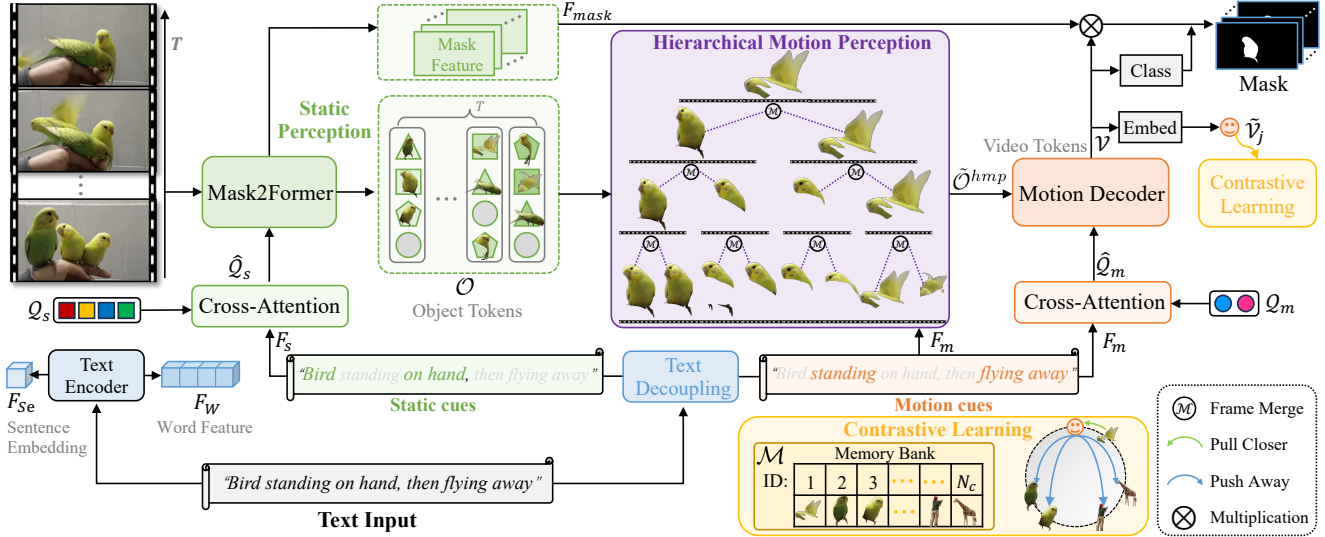 T
F_mask
Mask
Feature
Static
Perception
T
Mask2Former
Q̂_s
Q_s
Cross-Attention
F_s
𝒪
Object Tokens
Hierarchical Motion Perception
ℳ
ℳ
ℳ
ℳ
ℳ
ℳ
ℳ
Õ^hmp
Class
Mask
Embed
Ṽ_j
Video Tokens
𝒱
Motion Decoder
Contrastive
Learning
Q̂_m
Cross-Attention
Q_m
F_m
F_m
Text
Encoder
F_Se
Sentence
Embedding
F_W
Word Feature
"Bird standing on hand, then flying away"
Static cues
Text
Decoupling
"Bird standing on hand, then flying away"
Motion cues
"Bird standing on hand, then flying away"
Text Input
Contrastive Learning
ℳ
Memory Bank
ID:
1
2
3
... ...
N_c
...
ℳ Frame Merge
Pull Closer
Push Away
Multiplication